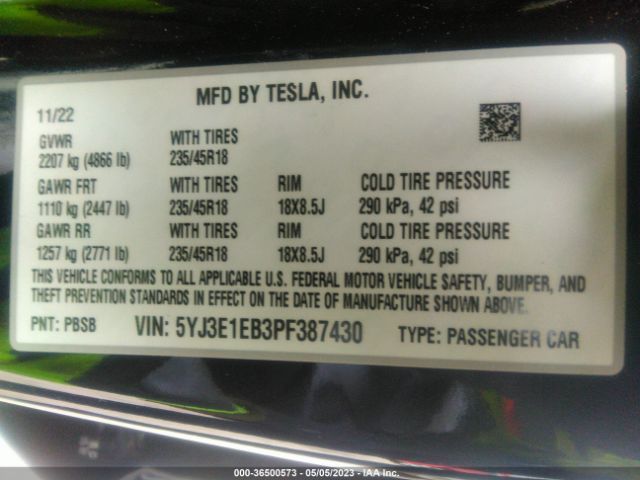 MFD BY TESLA, INC.
11/22
GVWR WITH TIRES
2207 kg (4866 lb) 235/45R18
GAWR FRT WITH TIRES RIM COLD TIRE PRESSURE
1110 kg (2447 lb) 235/45R18 18X8.5J 290 kPa, 42 psi
GAWR RR WITH TIRES RIM COLD TIRE PRESSURE
1257 kg (2771 lb) 235/45R18 18X8.5J 290 kPa, 42 psi
THIS VEHICLE CONFORMS TO ALL APPLICABLE U.S. FEDERAL MOTOR VEHICLE SAFETY, BUMPER, AND
THEFT PREVENTION STANDARDS IN EFFECT ON THE DATE OF MANUFACTURE SHOWN ABOVE.
PNT: PBSB VIN: 5YJ3E1EB3PF387430 TYPE: PASSENGER CAR
000-36500573 - 05/05/2023 - IAA Inc.